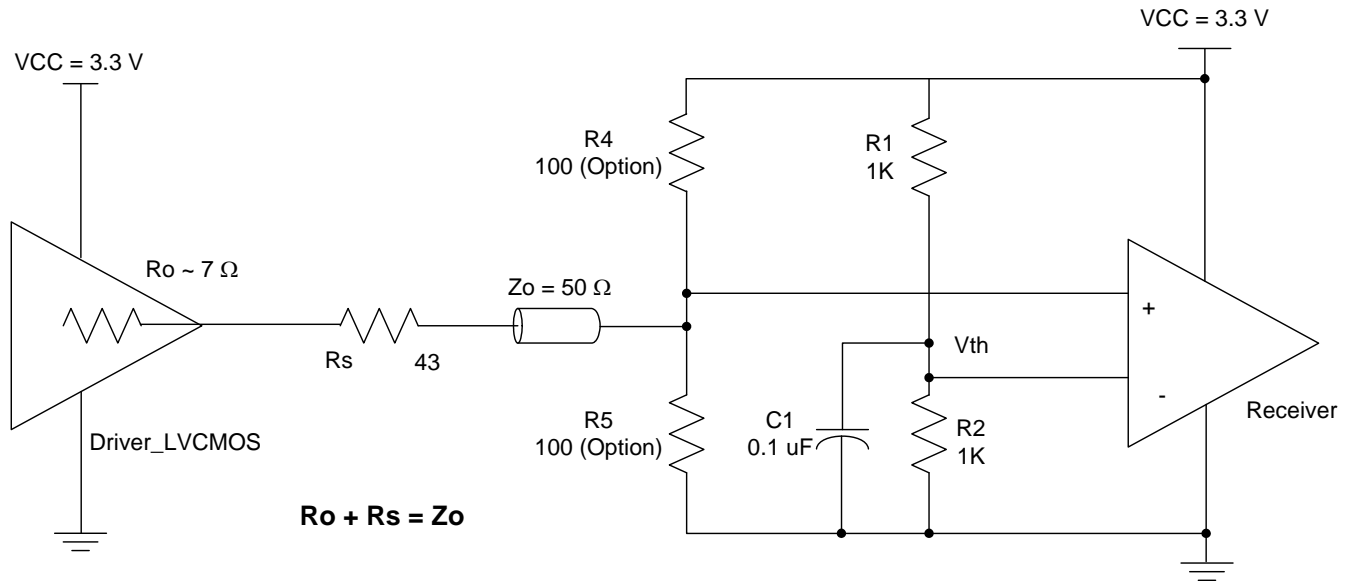 VCC = 3.3 V
VCC = 3.3 V
R4
100 (Option)
R1
1K
Ro ~ 7 Ω
Zo = 50 Ω
+
Rs
43
Vth
-
Receiver
R5
100 (Option)
C1
0.1 uF
R2
1K
Driver_LVCMOS
Ro + Rs = Zo